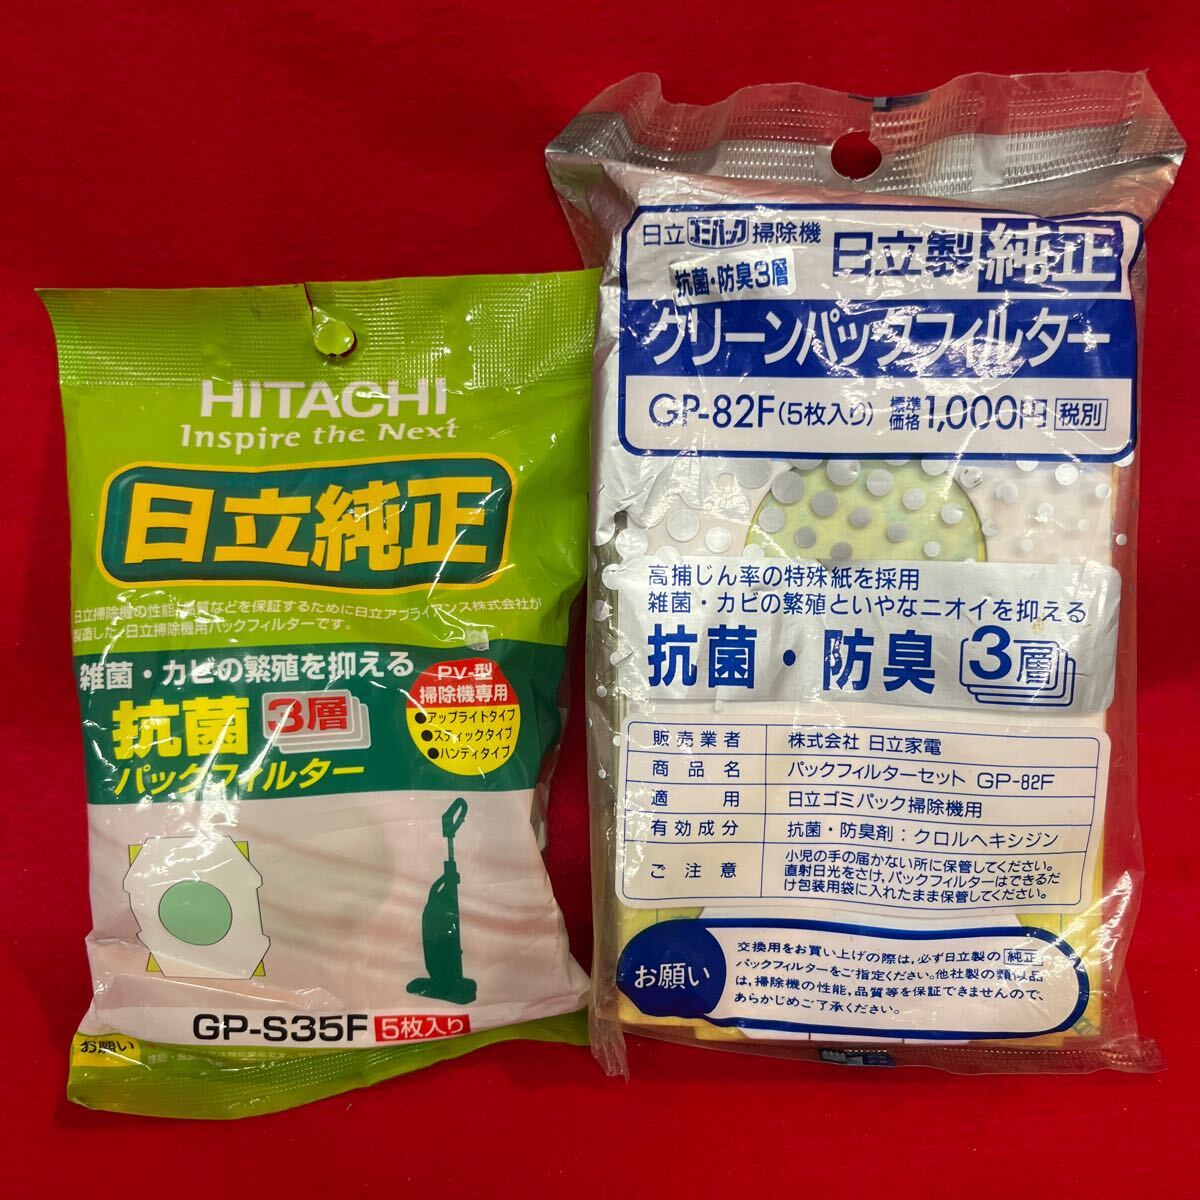 HITACHI
Inspire the Next
日立純正
日立掃除機の性能、品質などを保証するために日立アプライアンス株式会社が
製造した、日立掃除機用パックフィルターです。
雑菌・カビの繁殖を抑える
抗菌 3層
パックフィルター
PV-型
掃除機専用
●アップライトタイプ
●スティックタイプ
●ハンディタイプ
GP-S35F 5枚入り
お願い
日立ゴミパック掃除機
抗菌・防臭3層
日立製純正
クリーンパックフィルター
GP-82F(5枚入り) 標準価格1,000円 税別
高捕じん率の特殊紙を採用
雑菌・カビの繁殖といやなニオイを抑える
抗菌・防臭 3層
販売業者 株式会社 日立家電
商品名 パックフィルターセット GP-82F
適用 日立ゴミパック掃除機用
有効成分 抗菌・防臭剤：クロルヘキシジン
ご注意 小児の手の届かない所に保管してください。
直射日光をさけ、パックフィルターはできるだ
け包装用袋に入れたまま保管してください。
お願い
交換用をお買い上げの際は、必ず日立製の純正
パックフィルターをご指定ください。他社製の類似品
は、掃除機の性能、品質等を保証できませんので、
あらかじめご了承ください。